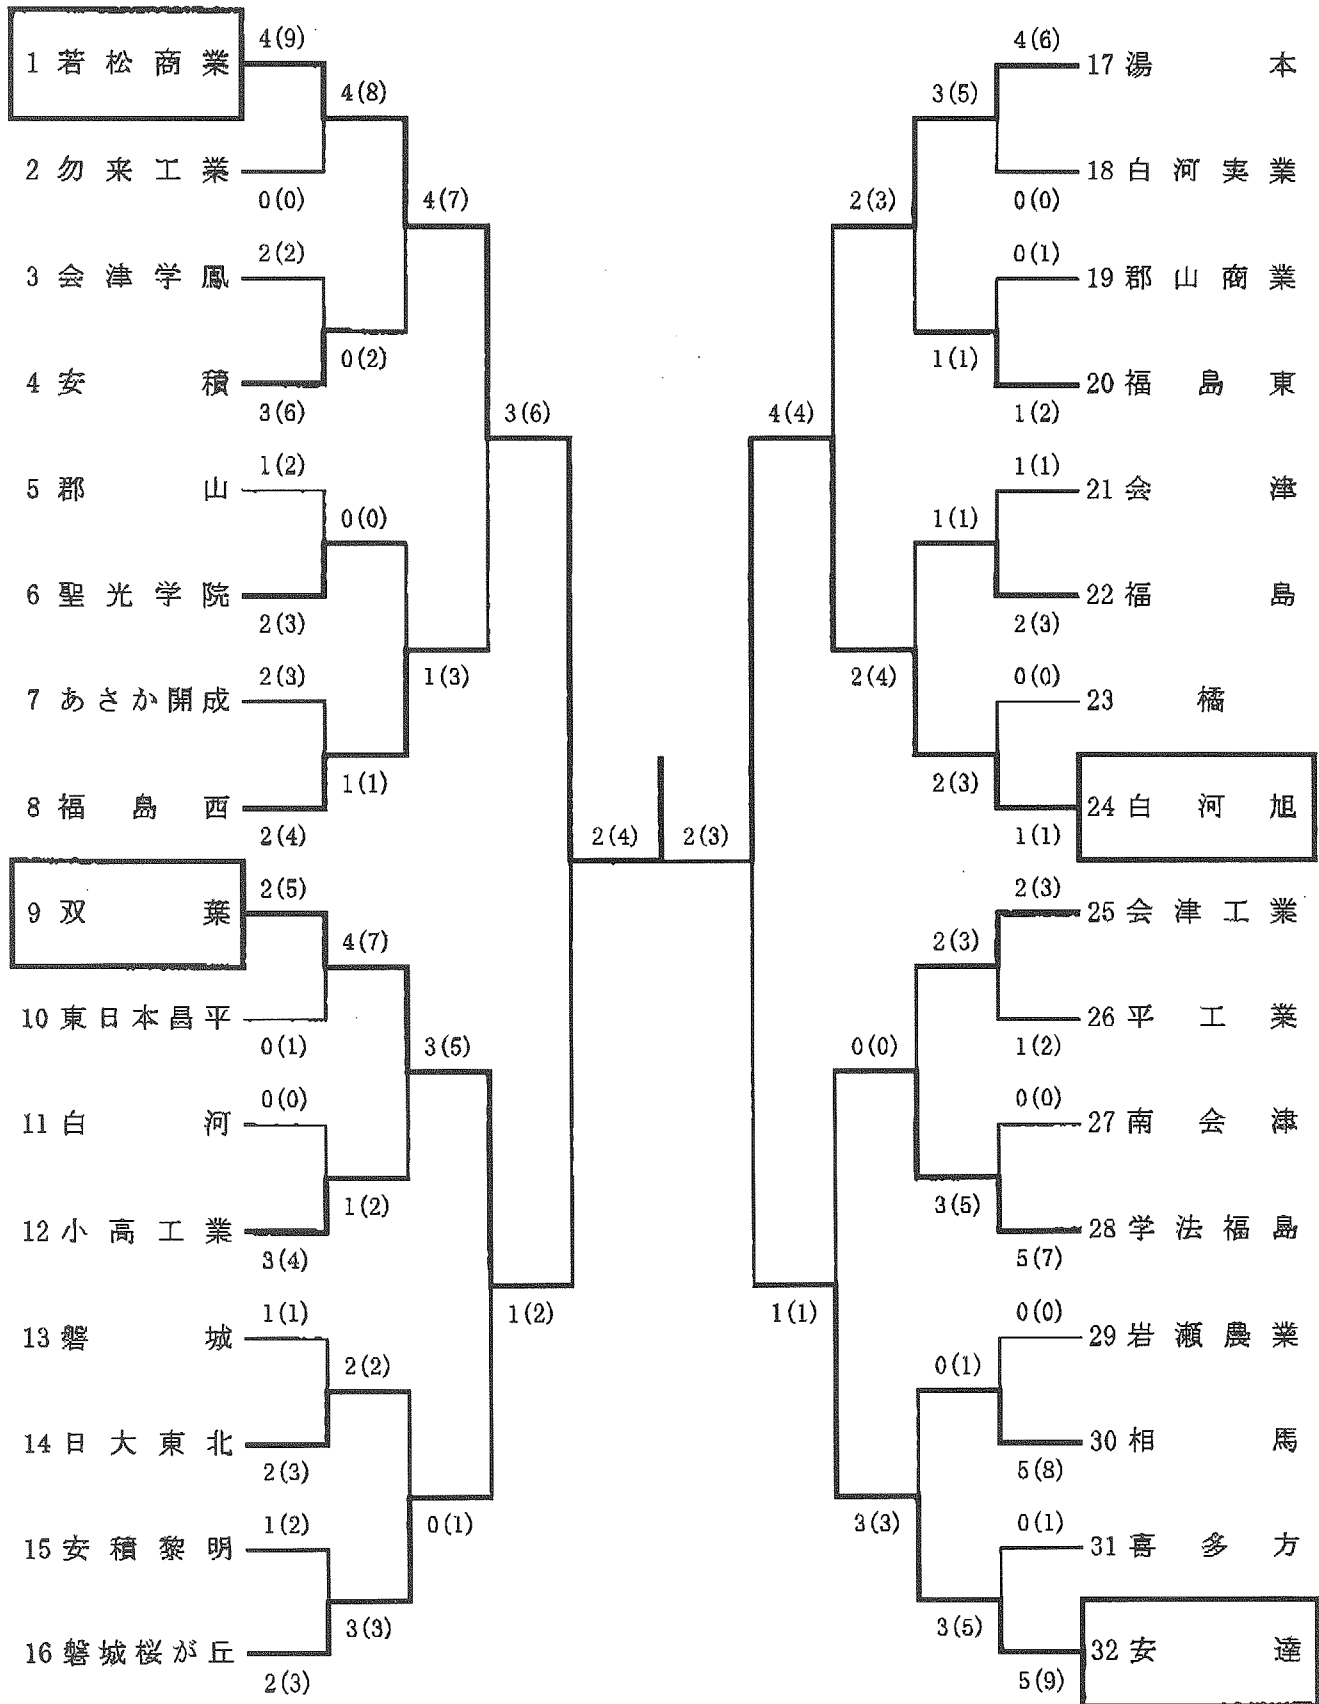 4(9)
1 若松商業
4(8)
2 勿来工業
0(0)
4(7)
2(2)
3 会津学鳳
0(2)
4 安積
3(6)
3(6)
1(2)
5 郡山
0(0)
6 聖光学院
2(3)
1(3)
2(3)
7 あさか開成
1(1)
8 福島西
2(4)
2(4)
2(5)
9 双葉
4(7)
10 東日本昌平
0(1)
3(5)
0(0)
11 白河
1(2)
12 小高工業
3(4)
1(2)
1(1)
13 磐城
2(2)
14 日大東北
2(3)
0(1)
1(2)
15 安積黎明
3(3)
16 磐城桜が丘
2(3)
4(6)
17 湯本
3(5)
18 白河実業
0(0)
2(3)
0(1)
19 郡山商業
1(1)
20 福島東
1(2)
4(4)
1(1)
21 会津
1(1)
22 福島
2(3)
2(4)
0(0)
23 橘
2(3)
24 白河旭
1(1)
2(3)
2(3)
25 会津工業
2(3)
26 平工業
1(2)
0(0)
0(0)
27 南会津
3(5)
28 学法福島
5(7)
1(1)
0(0)
29 岩瀬農業
0(1)
30 相馬
5(8)
3(3)
0(1)
31 喜多方
3(5)
32 安達
5(9)